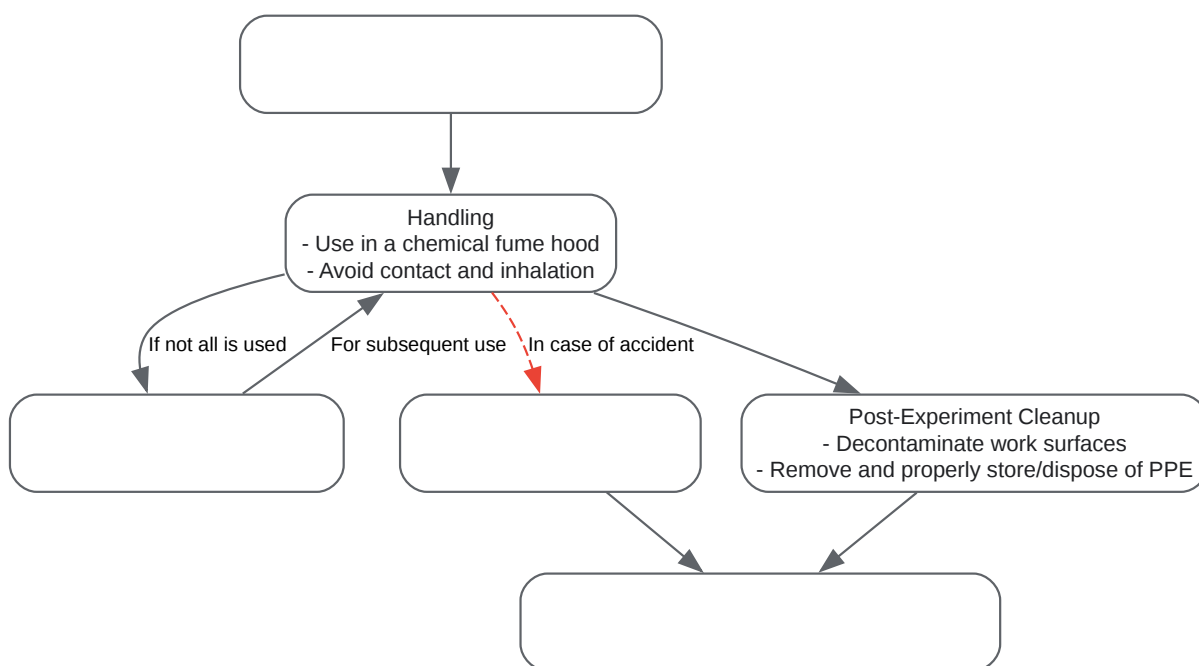 Handling
- Use in a chemical fume hood
- Avoid contact and inhalation
If not all is used
For subsequent use
In case of accident
Post-Experiment Cleanup
- Decontaminate work surfaces
- Remove and properly store/dispose of PPE